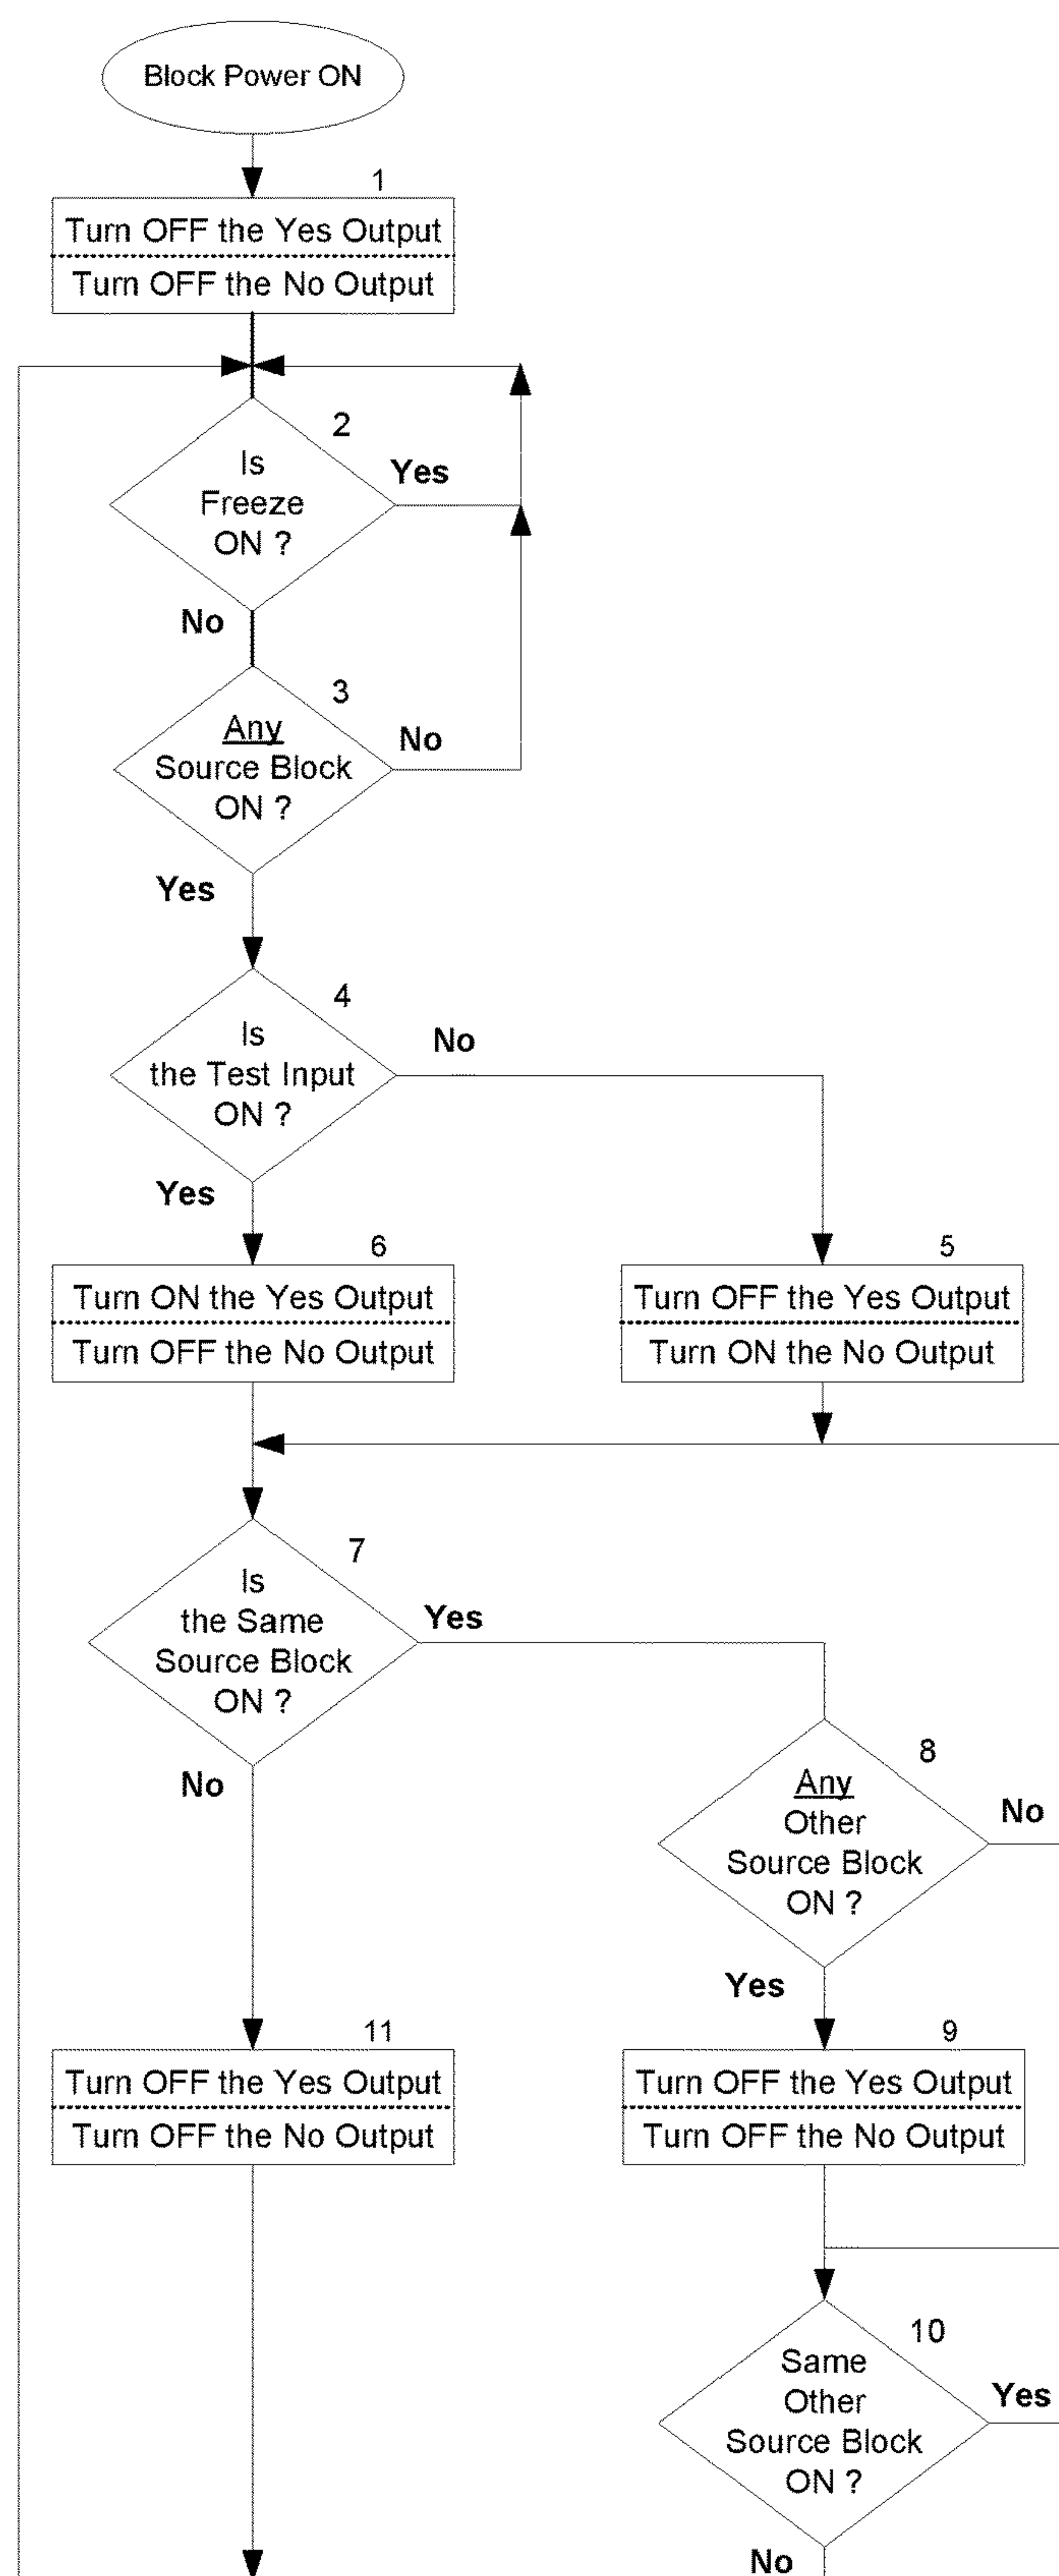 Block Power ON
1
Turn OFF the Yes Output
Turn OFF the No Output
2
Is
Freeze
ON ?
Yes
No
3
Any
Source Block
ON ?
No
Yes
4
Is
the Test Input
ON ?
No
Yes
6
Turn ON the Yes Output
Turn OFF the No Output
5
Turn OFF the Yes Output
Turn ON the No Output
7
Is
the Same
Source Block
ON ?
Yes
No
8
Any
Other
Source Block
ON ?
No
Yes
11
Turn OFF the Yes Output
Turn OFF the No Output
9
Turn OFF the Yes Output
Turn OFF the No Output
10
Same
Other
Source Block
ON ?
Yes
No